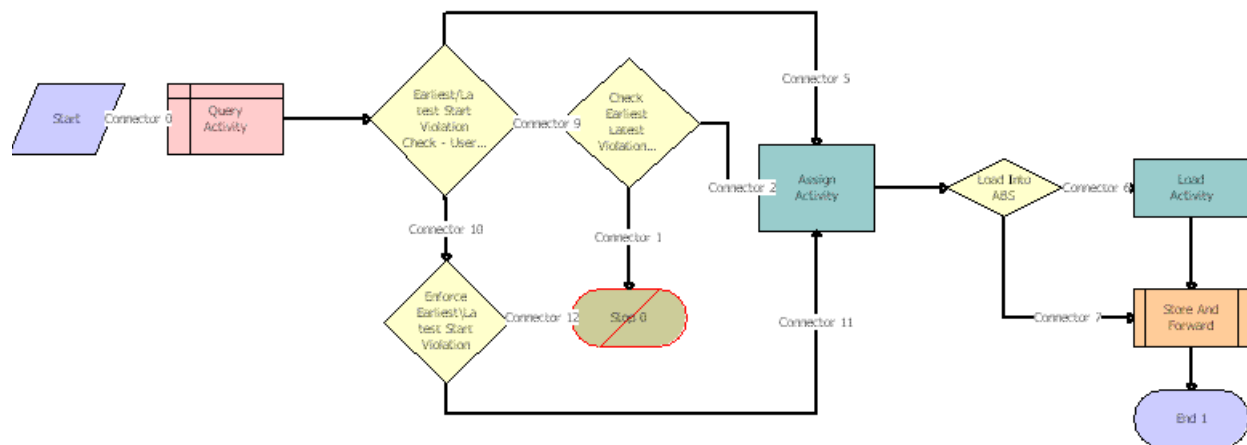 Start
Connector 0
Query
Activity
Earliest/La
test Start
Violation
Check - User...
Connector 9
Check
Earliest
Latest
Violation...
Connector 5
Connector 2
Assign
Activity
Load Into
ABS
Connector 6
Load
Activity
Connector 10
Connector 1
Enforce
Earliest\La
test Start
Violation
Connector 12
Stop 0
Connector 11
Connector 7
Store And
Forward
End 1